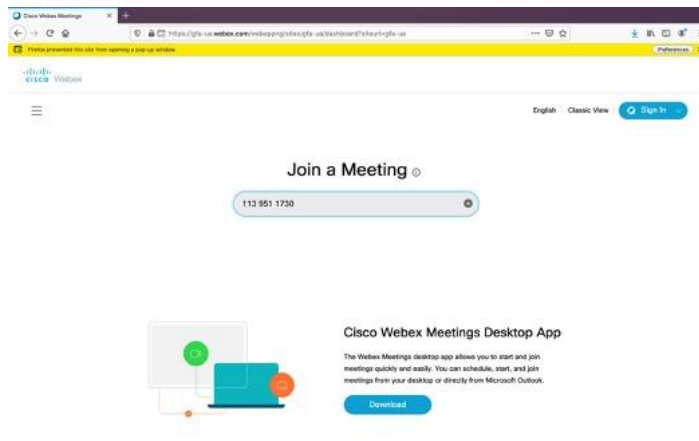 Cisco Webex Meetings
https://gfa-us.webex.com/webappng/sites/gfa-us/dashboard?siteurl=gfa-us
Firefox prevented this site from opening a pop-up window.
Preferences
cisco Webex
English Classic View Sign In
Join a Meeting
113 951 1730
Cisco Webex Meetings Desktop App
The Webex Meetings desktop app allows you to start and join
meetings quickly and easily. You can schedule, start, and join
meetings from your desktop or directly from Microsoft Outlook.
Download